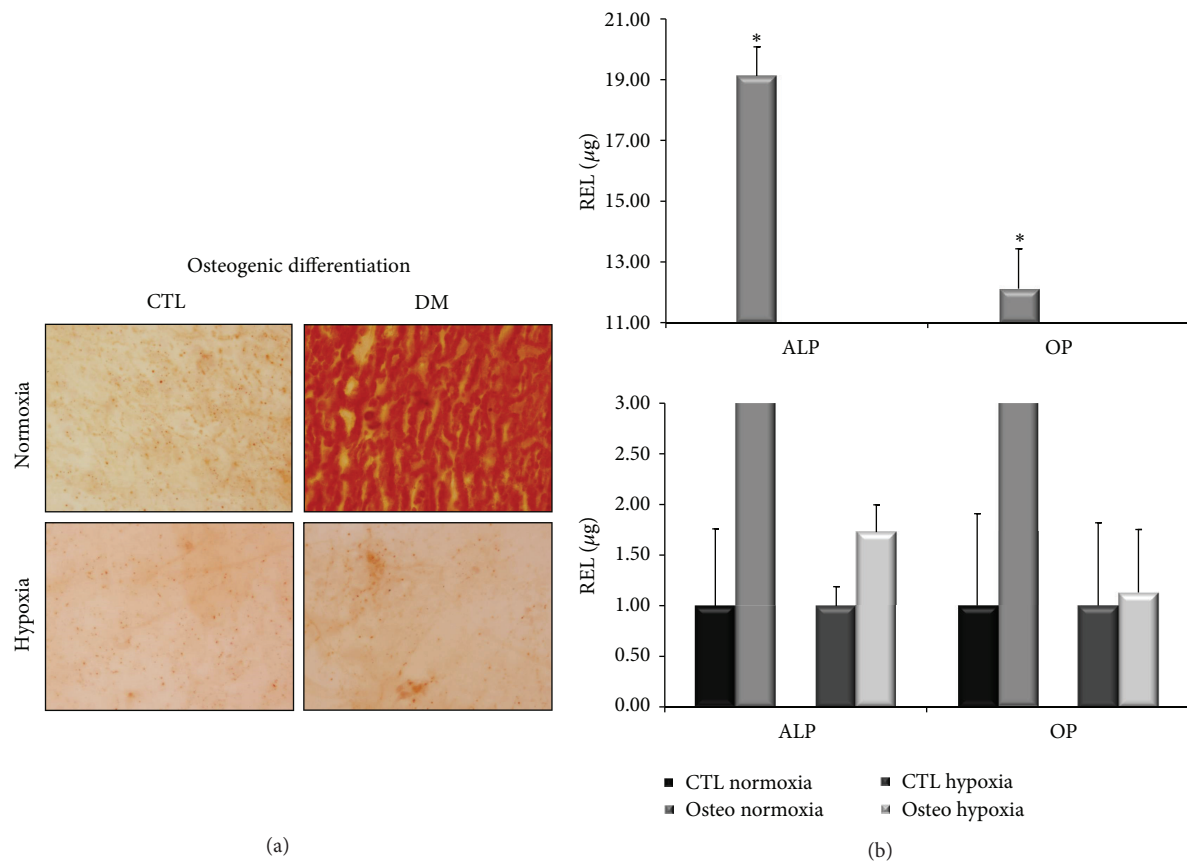 Osteogenic differentiation
CTL DM
Normoxia
Hypoxia
(a)
21.00
19.00
17.00
15.00
13.00
11.00
REL (μg)
* *
ALP OP
3.00
2.50
2.00
1.50
1.00
0.50
0.00
REL (μg)
ALP OP
CTL normoxia CTL hypoxia
Osteo normoxia Osteo hypoxia
(b)